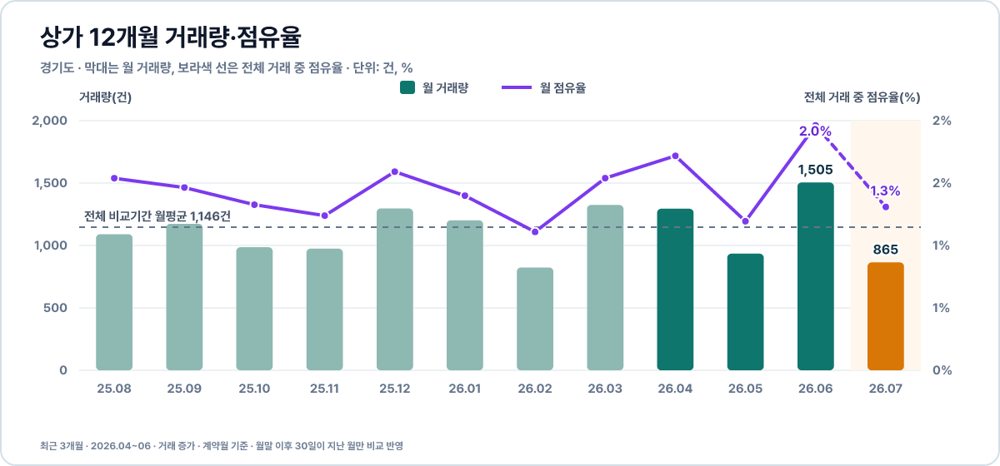 상가 12개월 거래량·점유율
경기도 · 막대는 월 거래량, 보라색 선은 전체 거래 중 점유율 · 단위: 건, %
월 거래량 월 점유율
거래량(건) 전체 거래 중 점유율(%)
2,000 2%
2.0%
1,505
1,500 2%
1.3%
전체 비교기간 월평균 1,146건
1,000 1%
865
500 1%
0 0%
25.08 25.09 25.10 25.11 25.12 26.01 26.02 26.03 26.04 26.05 26.06 26.07
최근 3개월 · 2026.04~06 · 거래 증가 · 계약월 기준 · 월말 이후 30일이 지난 월만 비교 반영